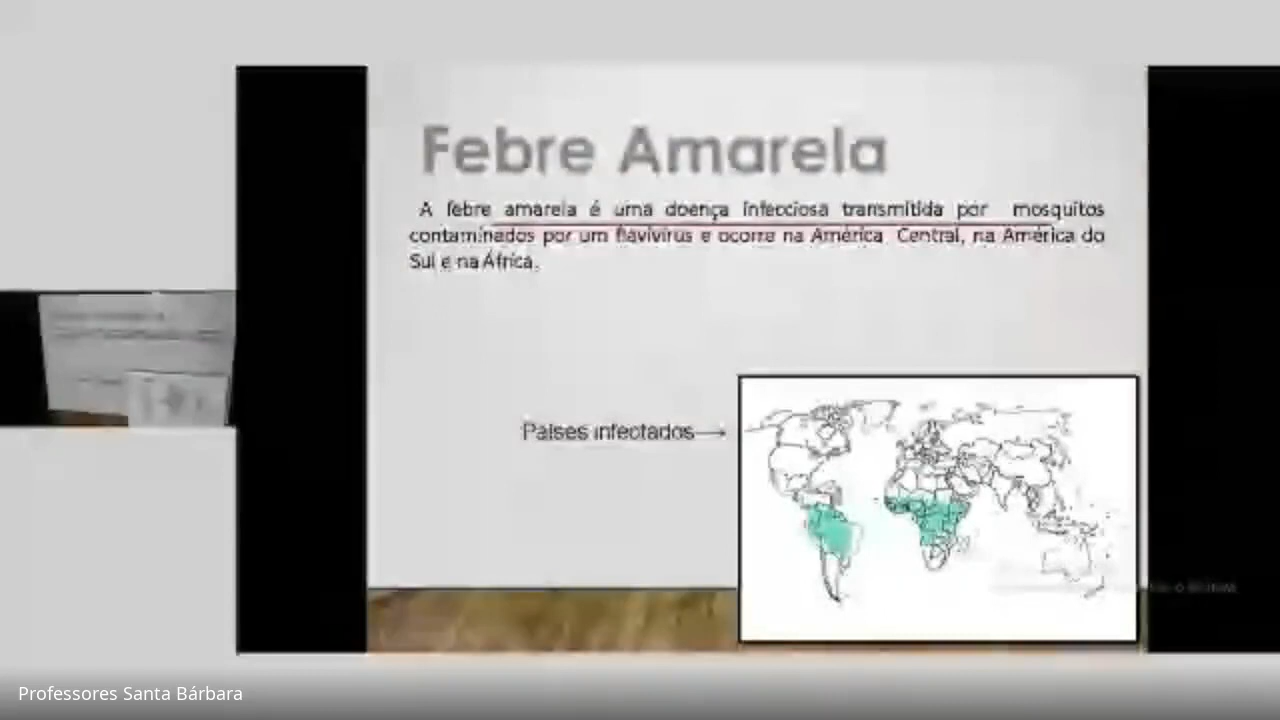 Febre Amarela
A febre amarela é uma doença infecciosa transmitida por mosquitos
contaminados por um flavivirus e ocorre na América Central, na América do
Sul e na África.
Países infectados
Professores Santa Bárbara